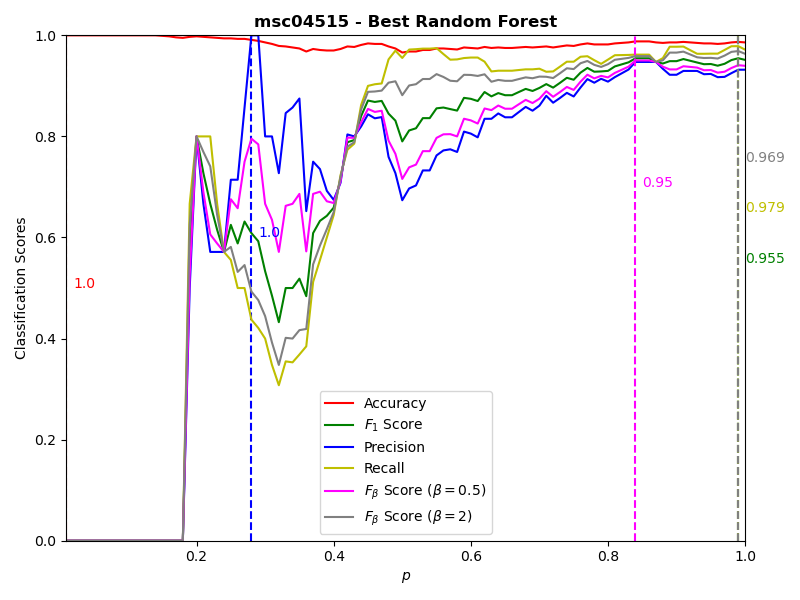 msc04515 - Best Random Forest
Classification Scores
1.0
0.8
0.6
0.4
0.2
0.0
0.969
0.95
0.979
1.0
0.955
1.0
Accuracy
F1 Score
Precision
Recall
Fβ Score (β = 0.5)
Fβ Score (β = 2)
0.2
0.4
0.6
0.8
1.0
p